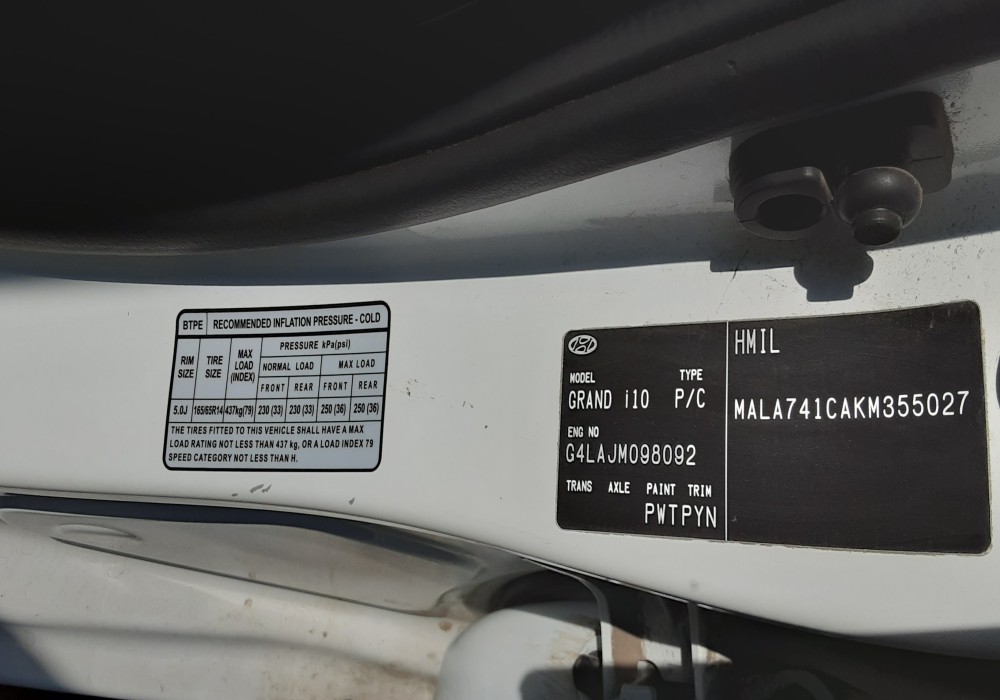 BTPE RECOMMENDED INFLATION PRESSURE - COLD
RIM SIZE TIRE SIZE MAX LOAD (INDEX) PRESSURE kPa(psi)
NORMAL LOAD MAX LOAD
FRONT REAR FRONT REAR
5.0J 165/65R14 437kg(79) 230 (33) 230 (33) 250 (36) 250 (36)
THE TIRES FITTED TO THIS VEHICLE SHALL HAVE A MAX
LOAD RATING NOT LESS THAN 437 kg, OR A LOAD INDEX 79
SPEED CATEGORY NOT LESS THAN H.
MODEL TYPE
GRAND i10 P/C
ENG NO
G4LAJM098092
TRANS AXLE PAINT TRIM
PWTPYN
HMIL
MALA741CAKM355027